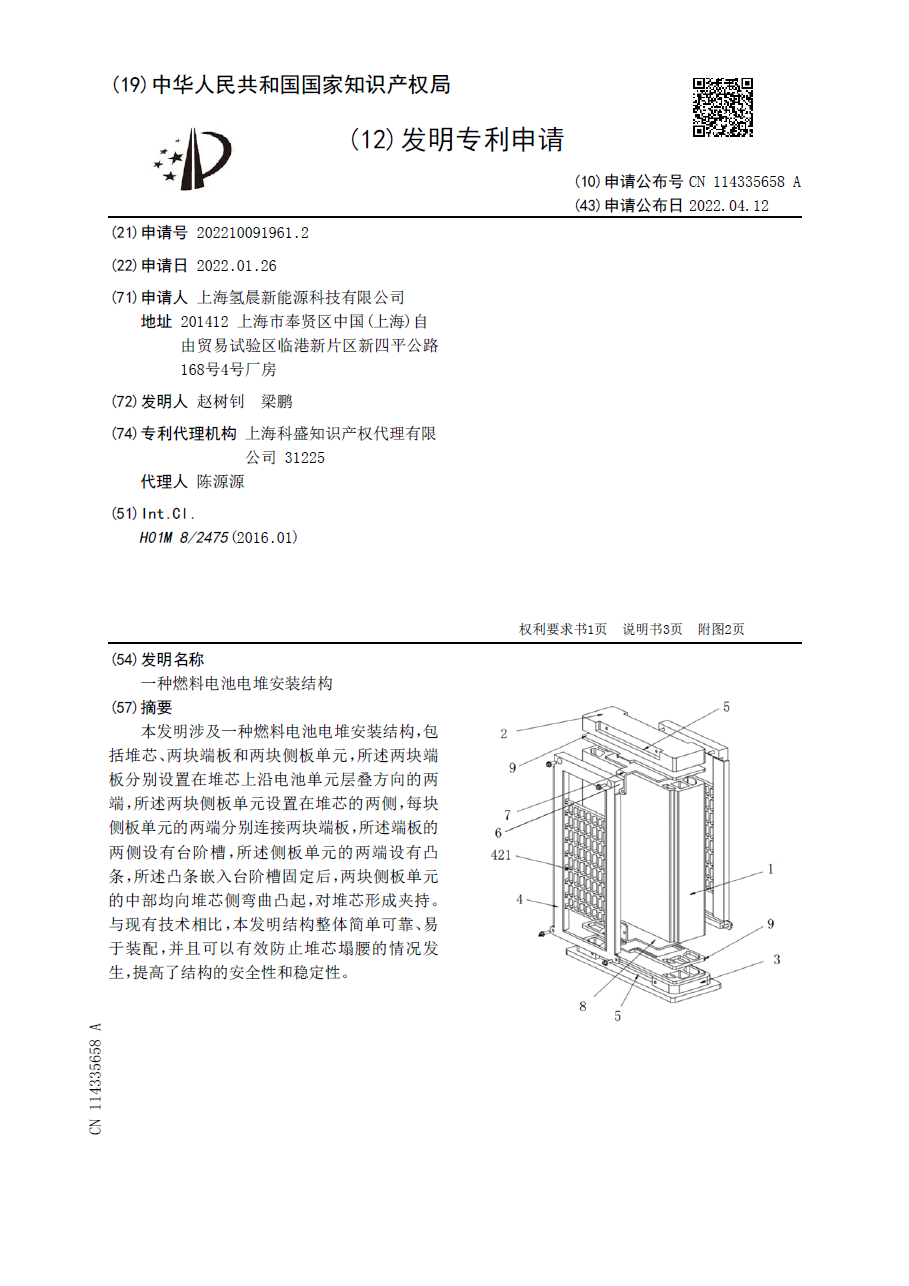 (19)中华人民共和国国家知识产权局
(12)发明专利申请
(10)申请公布号 CN 114335658 A
(43)申请公布日 2022.04.12
(21)申请号 202210091961.2
(22)申请日 2022.01.26
(71)申请人 上海氢晨新能源科技有限公司
地址 201412 上海市奉贤区中国(上海)自
由贸易试验区临港新片区新四平公路
168号4号厂房
(72)发明人 赵树钊 梁鹏
(74)专利代理机构 上海科盛知识产权代理有限
公司 31225
代理人 陈源源
(51)Int.Cl.
H01M 8/2475(2016.01)
权利要求书1页 说明书3页 附图2页
(54)发明名称
一种燃料电池电堆安装结构
(57)摘要
本发明涉及一种燃料电池电堆安装结构,包
括堆芯、两块端板和两块侧板单元,所述两块端
板分别设置在堆芯上沿电池单元层叠方向的两
端,所述两块侧板单元设置在堆芯的两侧,每块
侧板单元的两端分别连接两块端板,所述端板的
两侧设有台阶槽,所述侧板单元的两端设有凸
条,所述凸条嵌入台阶槽固定后,两块侧板单元
的中部均向堆芯侧弯曲凸起,对堆芯形成夹持。
与现有技术相比,本发明结构整体简单可靠、易
于装配,并且可以有效防止堆芯塌腰的情况发
生,提高了结构的安全性和稳定性。
2
5
9
7
6
421
1
4
9
3
8
5
CN 114335658 A